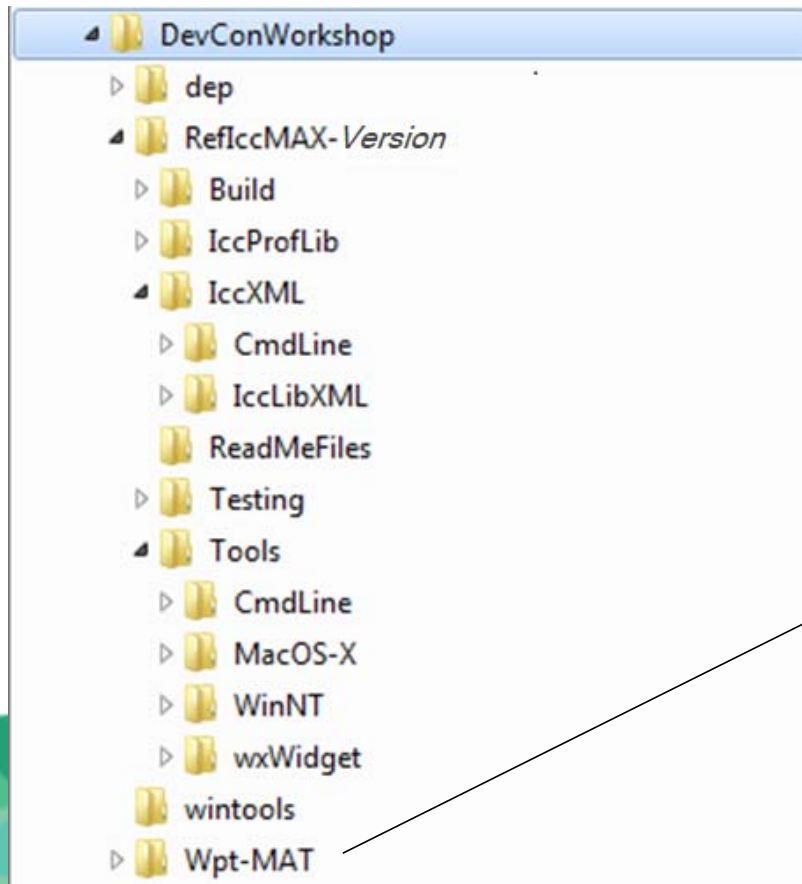 DevConWorkshop
dep
RefIccMAX-Version
Build
IccProfLib
IccXML
CmdLine
IccLibXML
ReadMeFiles
Testing
Tools
CmdLine
MacOS-X
WinNT
wxWidget
wintools
Wpt-MAT